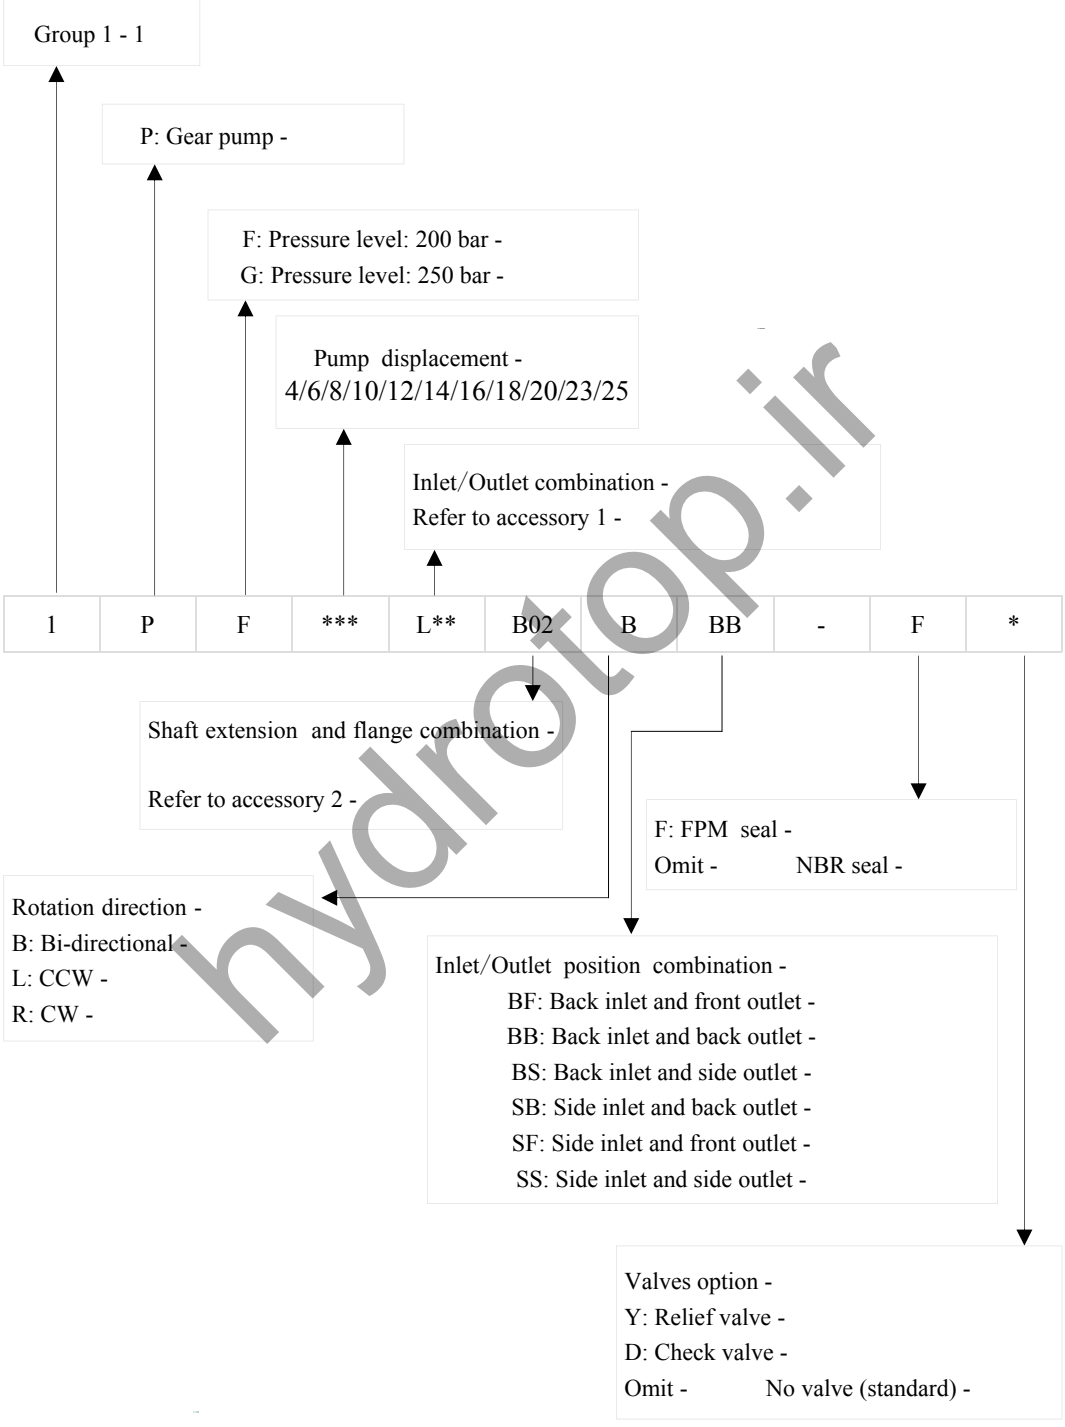 Group 1 - 1
P: Gear pump -
F: Pressure level: 200 bar -
G: Pressure level: 250 bar -
Pump displacement -
4/6/8/10/12/14/16/18/20/23/25
Inlet/Outlet combination -
Refer to accessory 1 -
1 P F *** L** B02 B BB - F *
Shaft extension and flange combination -
Refer to accessory 2 -
F: FPM seal -
Omit - NBR seal -
Rotation direction -
B: Bi-directional -
L: CCW -
R: CW -
Inlet/Outlet position combination -
BF: Back inlet and front outlet -
BB: Back inlet and back outlet -
BS: Back inlet and side outlet -
SB: Side inlet and back outlet -
SF: Side inlet and front outlet -
SS: Side inlet and side outlet -
Valves option -
Y: Relief valve -
D: Check valve -
Omit - No valve (standard) -
hydrotop.ir